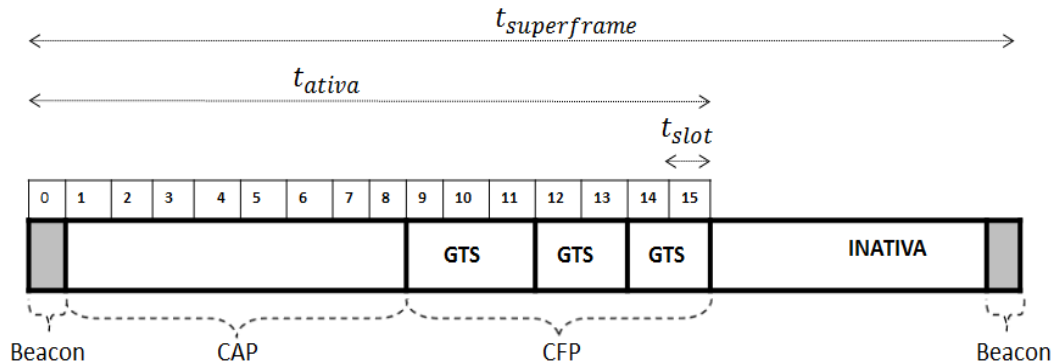 t_superframe
t_ativa
t_slot
0 1 2 3 4 5 6 7 8 9 10 11 12 13 14 15
GTS GTS GTS INATIVA
Beacon CAP CFP Beacon